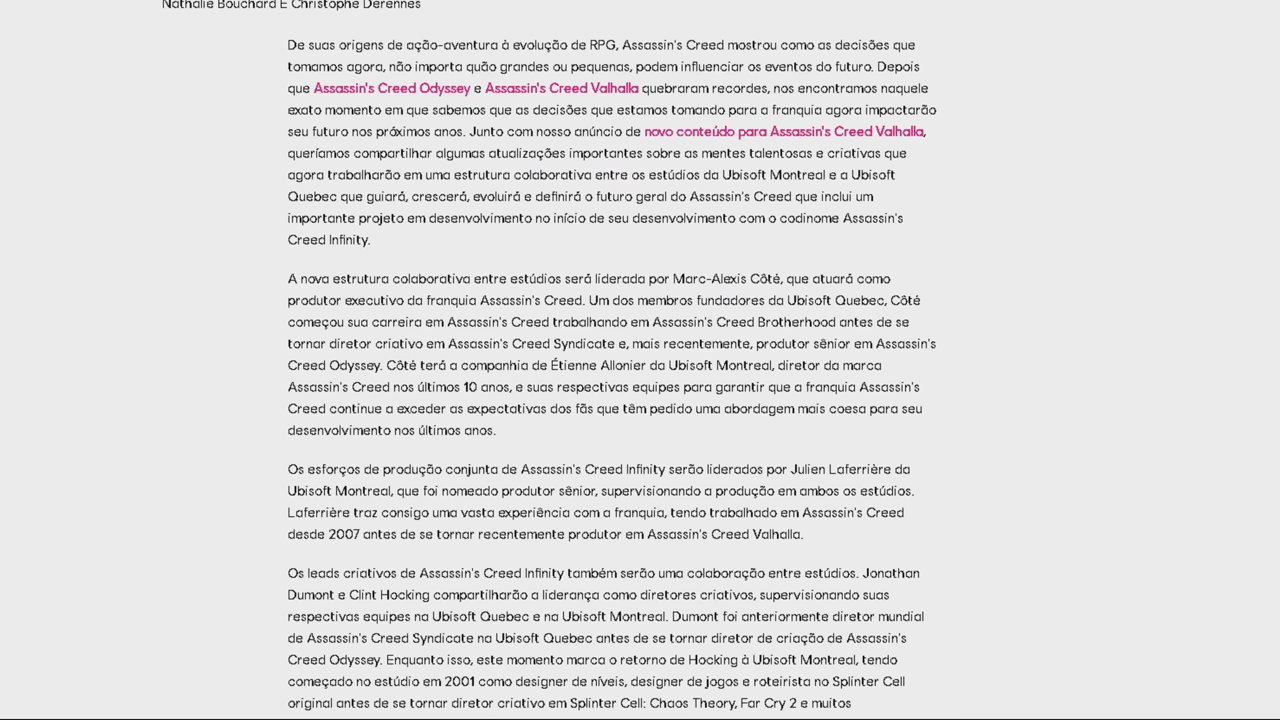 Nathalie Bouchard E Christophe Derennes
De suas origens de ação-aventura à evolução de RPG, Assassin's Creed mostrou como as decisões que
tomamos agora, não importa quão grandes ou pequenas, podem influenciar os eventos do futuro. Depois
que Assassin's Creed Odyssey e Assassin's Creed Valhalla quebraram recordes, nos encontramos naquele
exato momento em que sabemos que as decisões que estamos tomando para a franquia agora impactarão
seu futuro nos próximos anos. Junto com nosso anúncio de novo conteúdo para Assassin's Creed Valhalla,
queríamos compartilhar algumas atualizações importantes sobre as mentes talentosas e criativas que
agora trabalharão em uma estrutura colaborativa entre os estúdios da Ubisoft Montreal e a Ubisoft
Quebec que guiará, crescerá, evoluirá e definirá o futuro geral do Assassin's Creed que inclui um
importante projeto em desenvolvimento no início de seu desenvolvimento com o codinome Assassin's
Creed Infinity.
A nova estrutura colaborativa entre estúdios será liderada por Marc-Alexis Côté, que atuará como
produtor executivo da franquia Assassin's Creed. Um dos membros fundadores da Ubisoft Quebec, Côté
começou sua carreira em Assassin's Creed trabalhando em Assassin's Creed Brotherhood antes de se
tornar diretor criativo em Assassin's Creed Syndicate e, mais recentemente, produtor sênior em Assassin's
Creed Odyssey. Côté terá a companhia de Étienne Allonier da Ubisoft Montreal, diretor da marca
Assassin's Creed nos últimos 10 anos, e suas respectivas equipes para garantir que a franquia Assassin's
Creed continue a exceder as expectativas dos fãs que têm pedido uma abordagem mais coesa para seu
desenvolvimento nos últimos anos.
Os esforços de produção conjunta de Assassin's Creed Infinity serão liderados por Julien Laferrière da
Ubisoft Montreal, que foi nomeado produtor sênior, supervisionando a produção em ambos os estúdios.
Laferrière traz consigo uma vasta experiência com a franquia, tendo trabalhado em Assassin's Creed
desde 2007 antes de se tornar recentemente produtor em Assassin's Creed Valhalla.
Os leads criativos de Assassin's Creed Infinity também serão uma colaboração entre estúdios. Jonathan
Dumont e Clint Hocking compartilharão a liderança como diretores criativos, supervisionando suas
respectivas equipes na Ubisoft Quebec e na Ubisoft Montreal. Dumont foi anteriormente diretor mundial
de Assassin's Creed Syndicate na Ubisoft Quebec antes de se tornar diretor de criação de Assassin's
Creed Odyssey. Enquanto isso, este momento marca o retorno de Hocking à Ubisoft Montreal, tendo
começado no estúdio em 2001 como designer de níveis, designer de jogos e roteirista no Splinter Cell
original antes de se tornar diretor criativo em Splinter Cell: Chaos Theory, Far Cry 2 e muitos